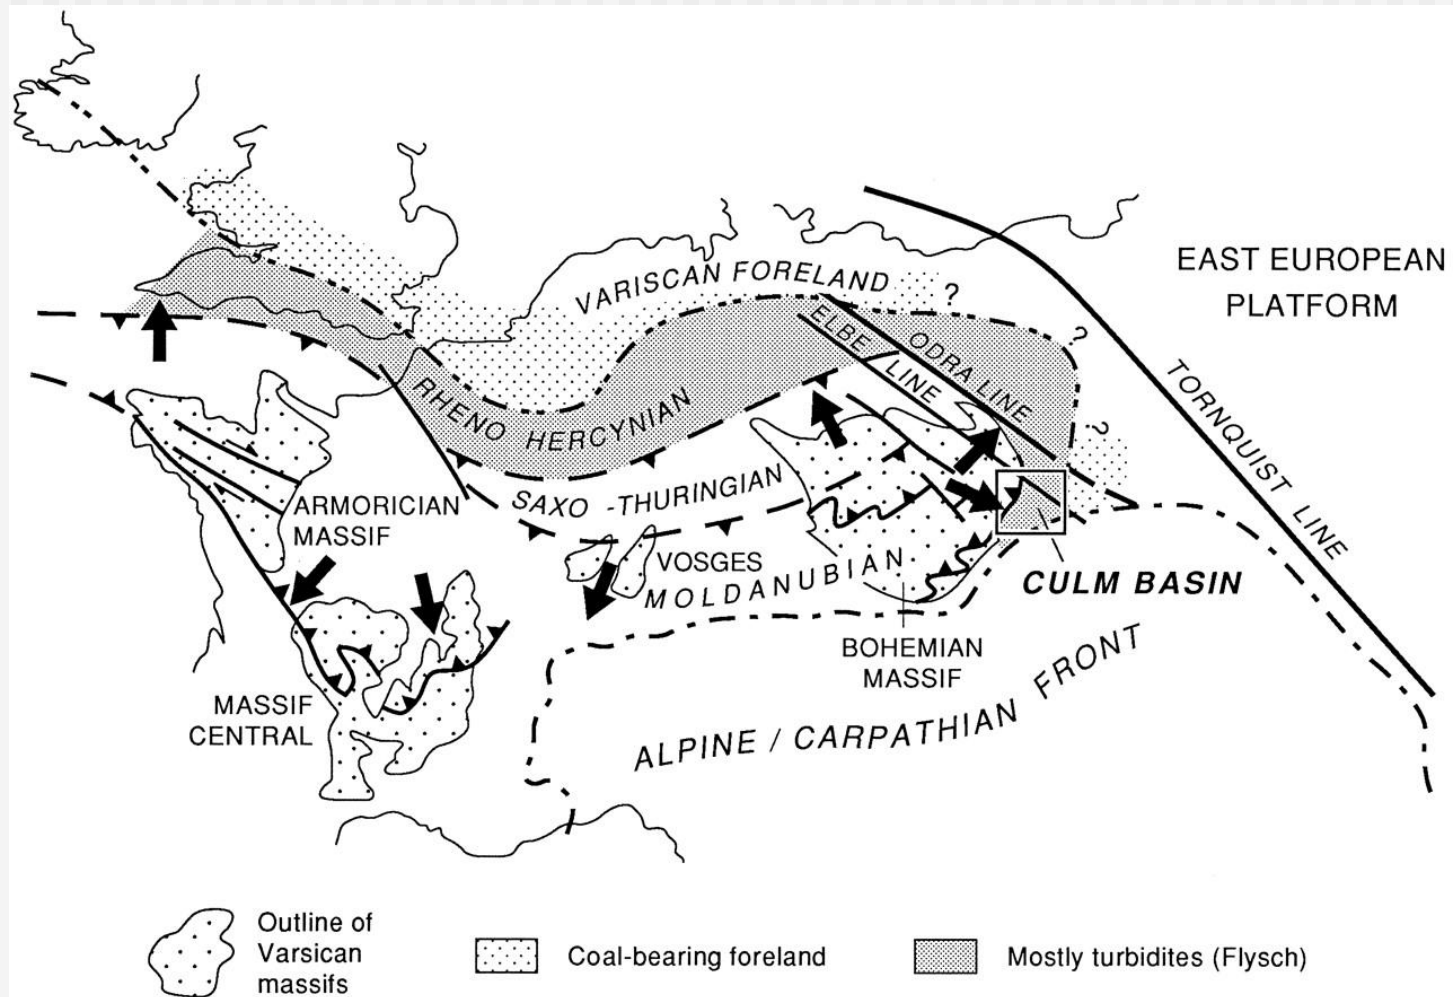 EAST EUROPEAN
PLATFORM
VARISCAN FORELAND
?
?
?
ELBE LINE
ODRA LINE
TORNQUIST LINE
RHENO HERCYNIAN
SAXO - THURINGIAN
ARMORICIAN
MASSIF
VOSGES
MOLDANUBIAN
CULM BASIN
BOHEMIAN
MASSIF
MASSIF
CENTRAL
ALPINE / CARPATHIAN FRONT
Outline of
Varsican
massifs
Coal-bearing foreland
Mostly turbidites (Flysch)